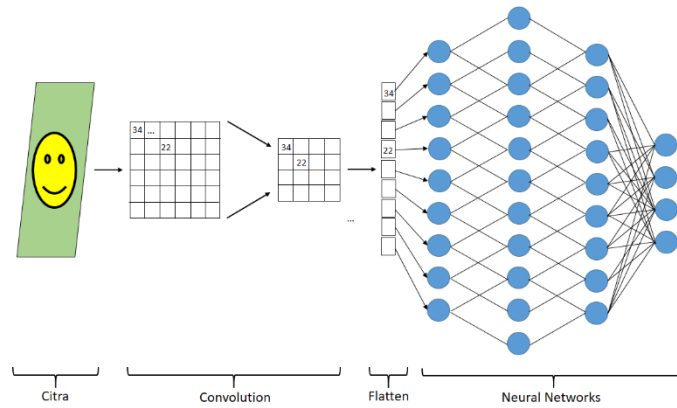 34 ...
22
34
22
...
34
22
Citra
Convolution
Flatten
Neural Networks